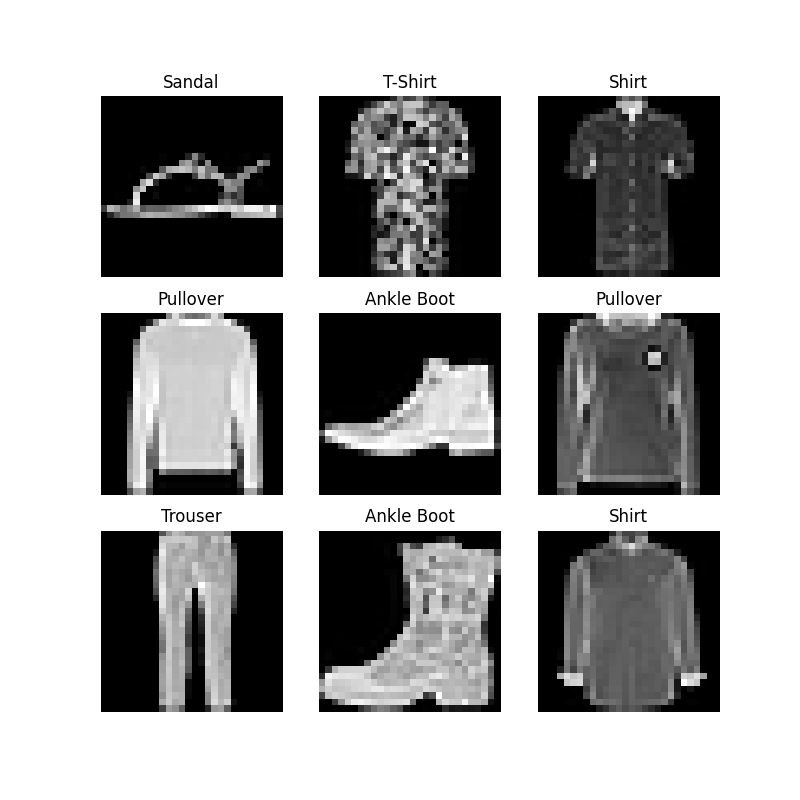 Sandal
T-Shirt
Shirt
Pullover
Ankle Boot
Pullover
Trouser
Ankle Boot
Shirt